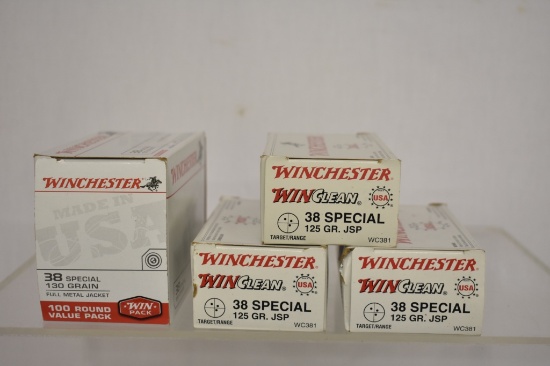 WINCHESTER
MADE IN
USA
38 SPECIAL
130 GRAIN
FULL METAL JACKET
100 ROUND
VALUE PACK
WIN
PACK
WINCHESTER
WINCLEAN®
USA
38 SPECIAL
125 GR. JSP
TARGET/RANGE
WC381
WINCHESTER
WINCLEAN®
USA
38 SPECIAL
125 GR. JSP
TARGET/RANGE
WC381
WINCHESTER
WINCLEAN®
USA
38 SPECIAL
125 GR. JSP
TARGET/RANGE
WC381